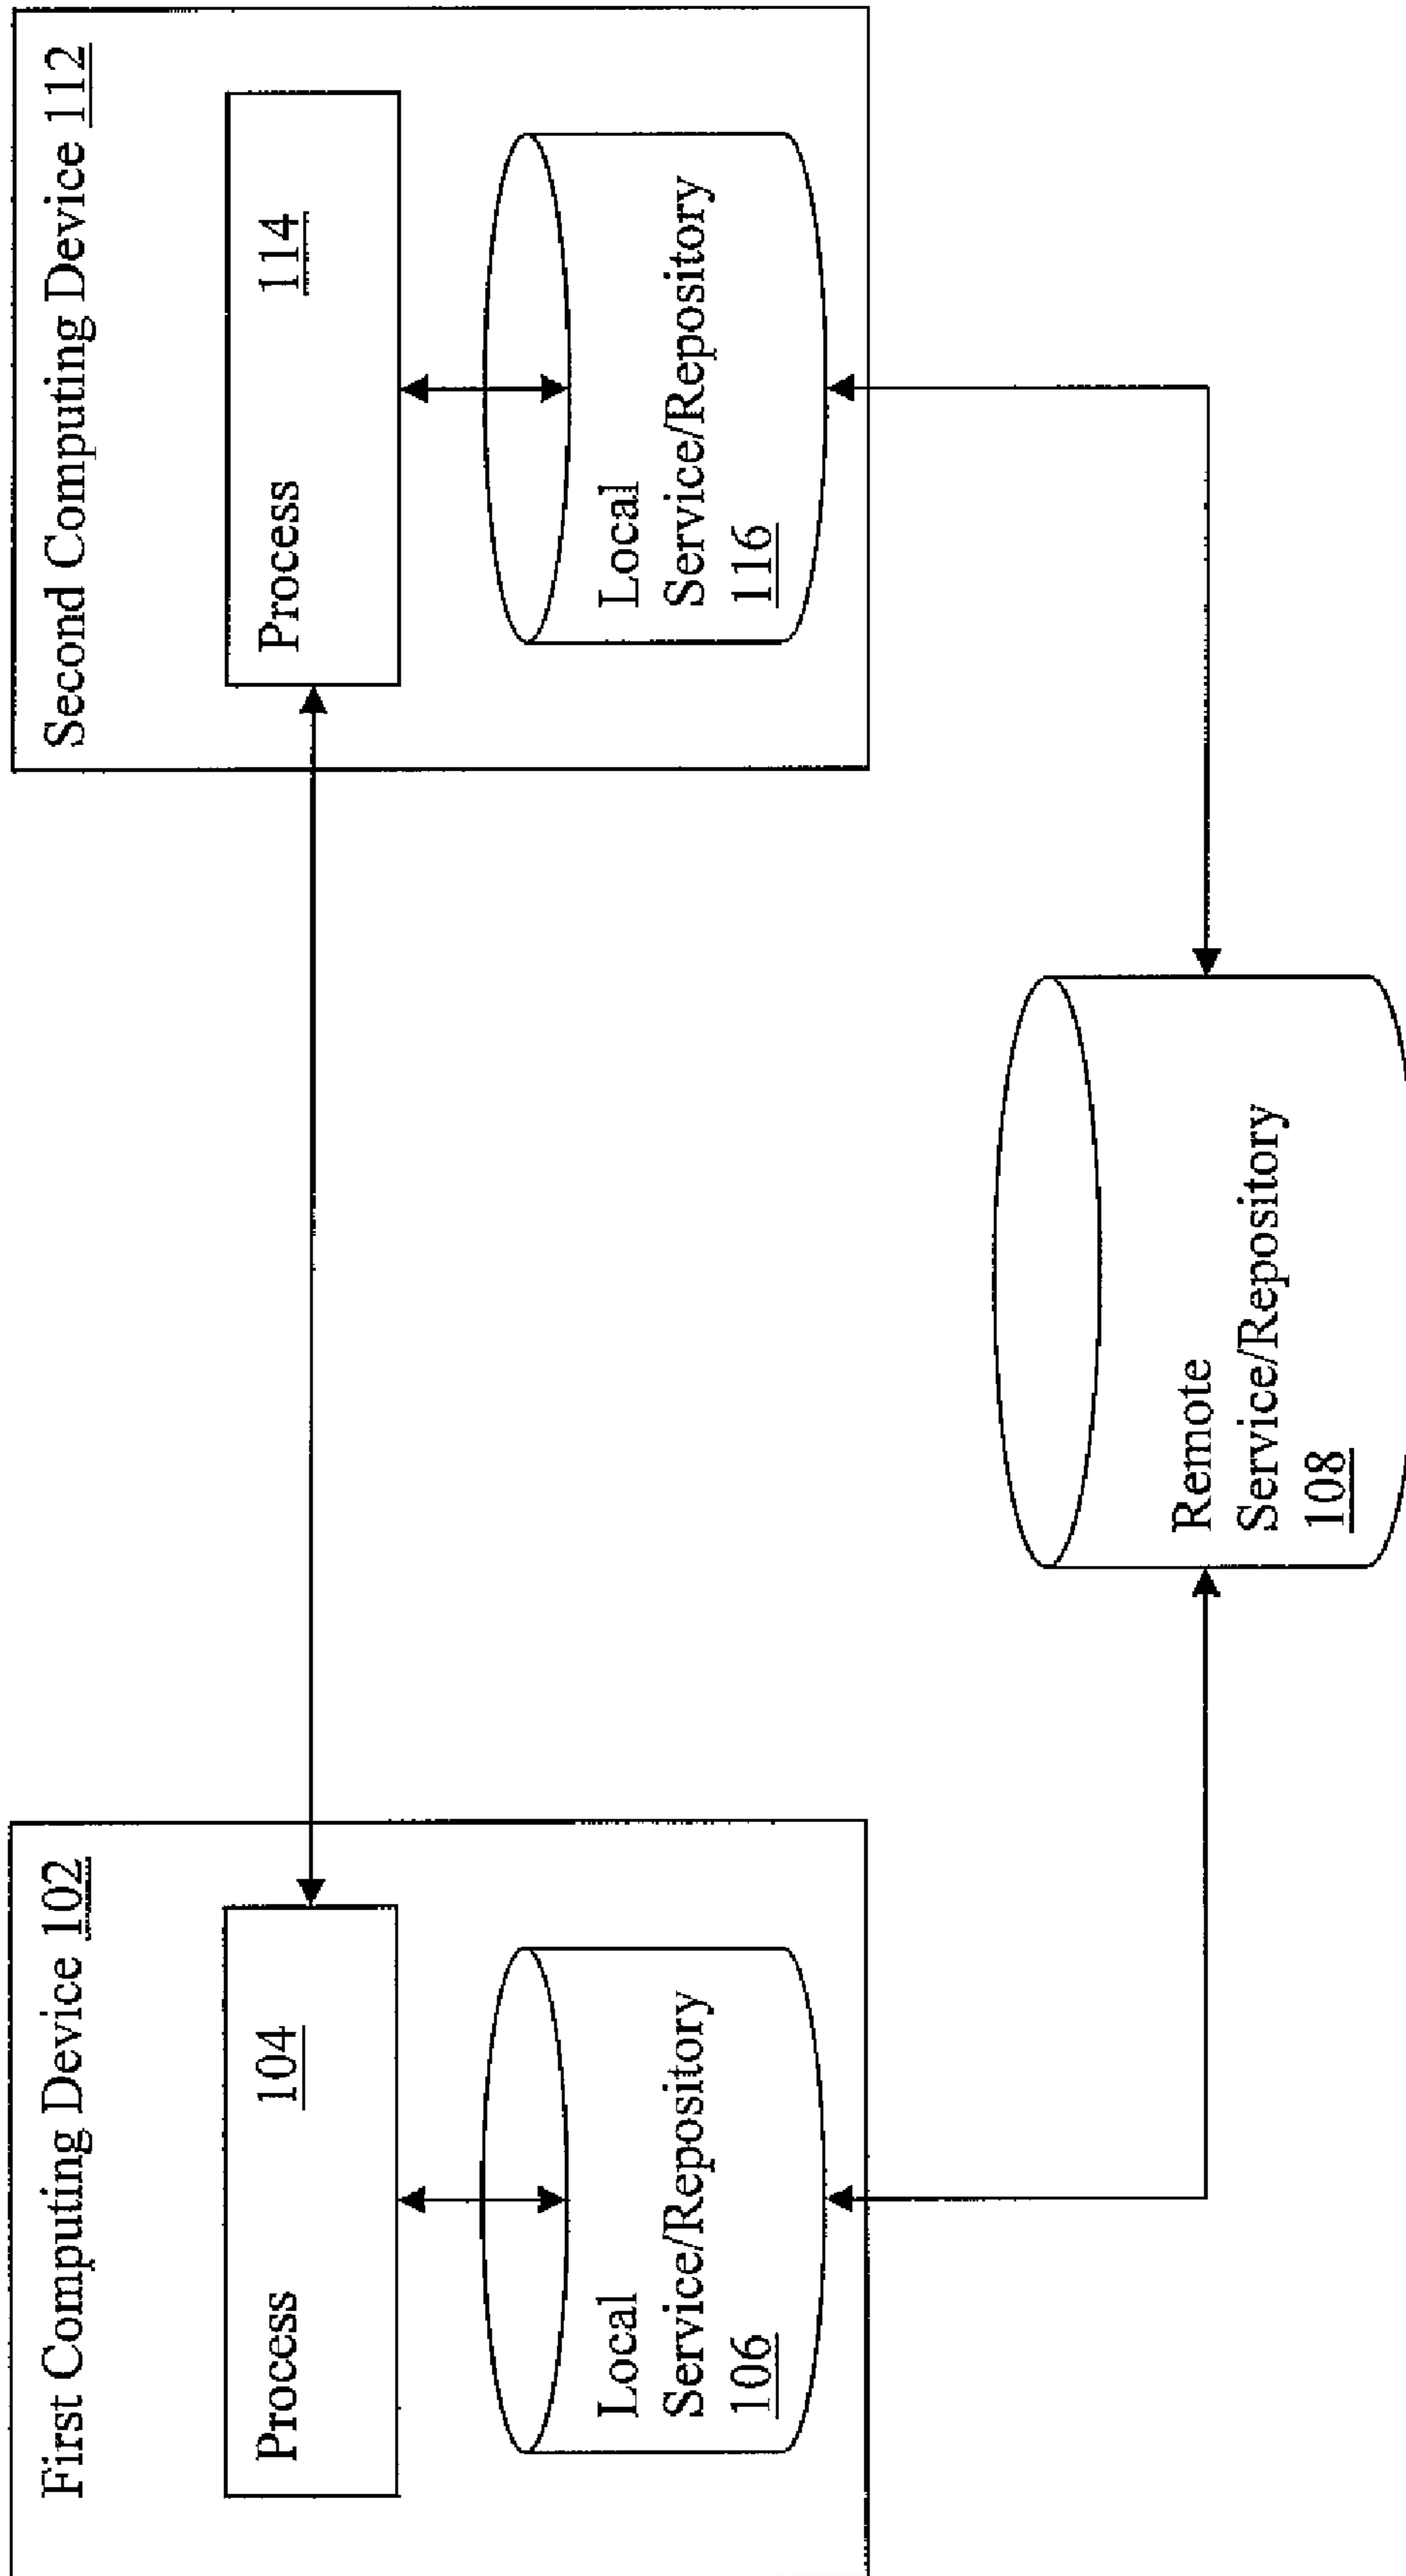 First Computing Device 102
Process 104
Local
Service/Repository
106
Second Computing Device 112
Process 114
Local
Service/Repository
116
Remote
Service/Repository
108